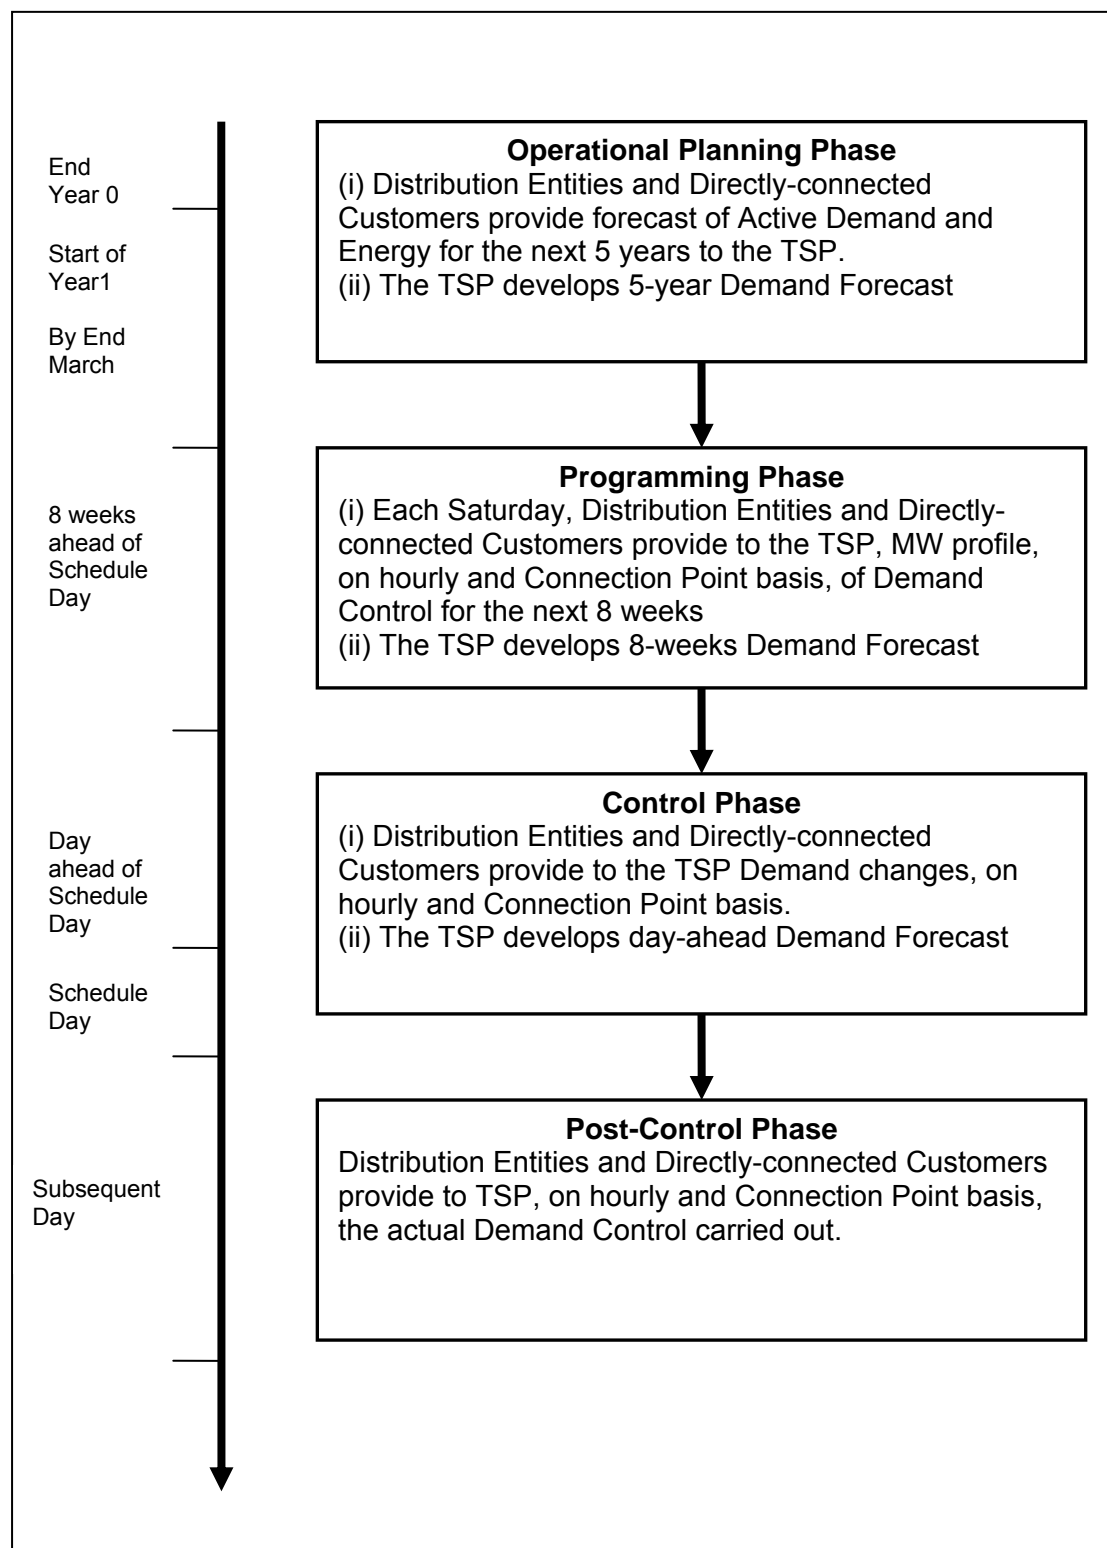 End
Year 0
Start of
Year1
By End
March
Operational Planning Phase
(i) Distribution Entities and Directly-connected
Customers provide forecast of Active Demand and
Energy for the next 5 years to the TSP.
(ii) The TSP develops 5-year Demand Forecast
8 weeks
ahead of
Schedule
Day
Programming Phase
(i) Each Saturday, Distribution Entities and Directly-
connected Customers provide to the TSP, MW profile,
on hourly and Connection Point basis, of Demand
Control for the next 8 weeks
(ii) The TSP develops 8-weeks Demand Forecast
Day
ahead of
Schedule
Day
Schedule
Day
Control Phase
(i) Distribution Entities and Directly-connected
Customers provide to the TSP Demand changes, on
hourly and Connection Point basis.
(ii) The TSP develops day-ahead Demand Forecast
Subsequent
Day
Post-Control Phase
Distribution Entities and Directly-connected Customers
provide to TSP, on hourly and Connection Point basis,
the actual Demand Control carried out.